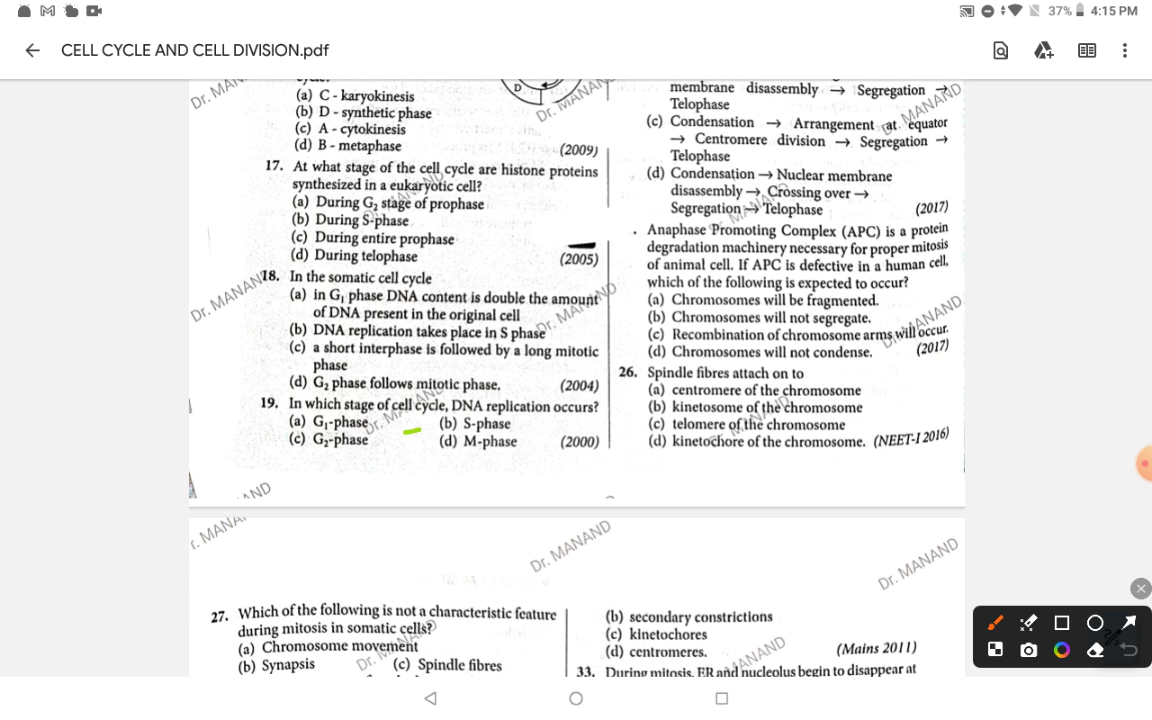 37% 4:15 PM
CELL CYCLE AND CELL DIVISION.pdf
(a) C - karyokinesis
(b) D - synthetic phase
(c) A - cytokinesis
(d) B - metaphase
(2009)
D
17. At what stage of the cell cycle are histone proteins
synthesized in a eukaryotic cell?
(a) During G₂ stage of prophase
(b) During S-phase
(c) During entire prophase
(d) During telophase
(2005)
18. In the somatic cell cycle
(a) in G₁ phase DNA content is double the amount
of DNA present in the original cell
(b) DNA replication takes place in S phase
(c) a short interphase is followed by a long mitotic
phase
(d) G₂ phase follows mitotic phase.
(2004)
19. In which stage of cell cycle, DNA replication occurs?
(a) G₁-phase (b) S-phase
(c) G₂-phase (d) M-phase (2000)
membrane disassembly → Segregation →
Telophase
(c) Condensation → Arrangement at equator
→ Centromere division → Segregation →
Telophase
(d) Condensation → Nuclear membrane
disassembly → Crossing over →
Segregation → Telophase
(2017)
. Anaphase Promoting Complex (APC) is a protein
degradation machinery necessary for proper mitosis
of animal cell. If APC is defective in a human cell,
which of the following is expected to occur?
(a) Chromosomes will be fragmented.
(b) Chromosomes will not segregate.
(c) Recombination of chromosome arms will occur.
(d) Chromosomes will not condense.
(2017)
26. Spindle fibres attach on to
(a) centromere of the chromosome
(b) kinetosome of the chromosome
(c) telomere of the chromosome
(d) kinetochore of the chromosome. (NEET-I 2016)
Dr. MANAND
Dr. MANAND
Dr. MANAND
27. Which of the following is not a characteristic feature
during mitosis in somatic cells?
(a) Chromosome movement
(b) Synapsis (c) Spindle fibres
(b) secondary constrictions
(c) kinetochores
(d) centromeres.
(Mains 2011)
33. During mitosis, ER and nucleolus begin to disappear at